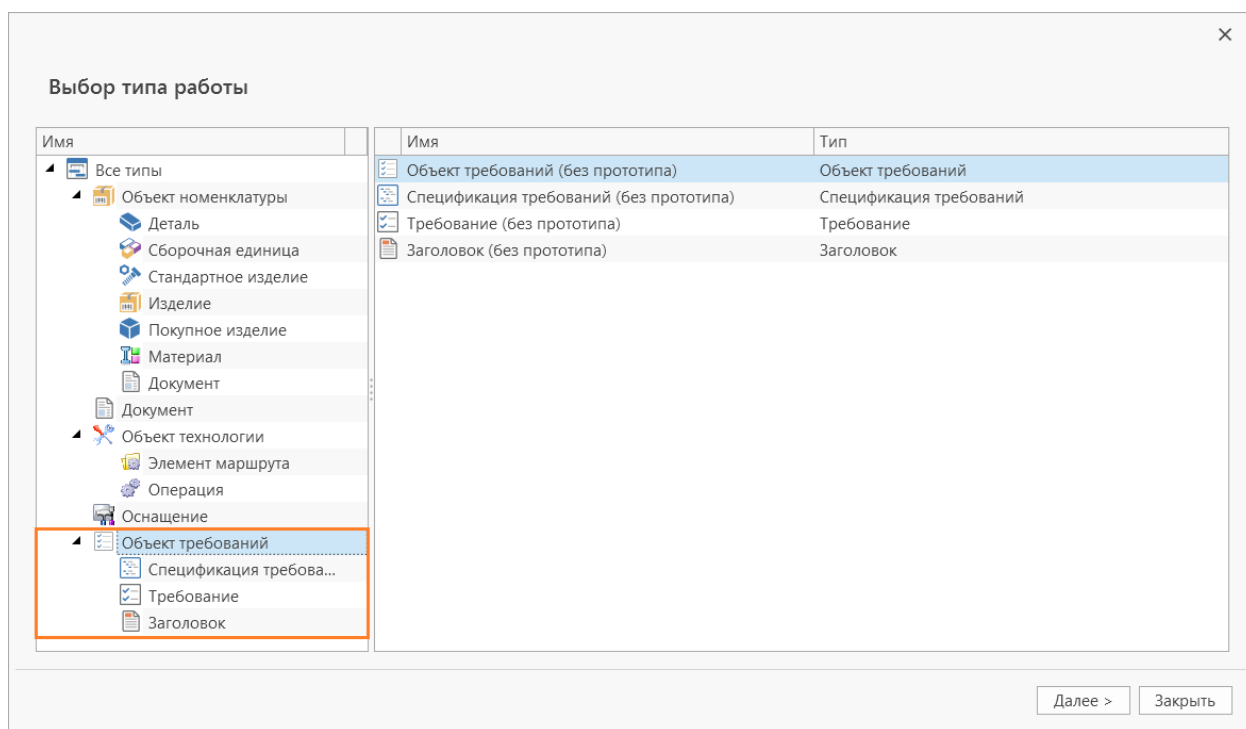 Выбор типа работы
Имя
Имя Тип
Все типы
Объект требований (без прототипа) Объект требований
Объект номенклатуры
Спецификация требований (без прототипа) Спецификация требований
Деталь
Требование (без прототипа) Требование
Сборочная единица
Заголовок (без прототипа) Заголовок
Стандартное изделие
Изделие
Покупное изделие
Материал
Документ
Документ
Объект технологии
Элемент маршрута
Операция
Оснащение
Объект требований
Спецификация требова...
Требование
Заголовок
Далее > Закрыть